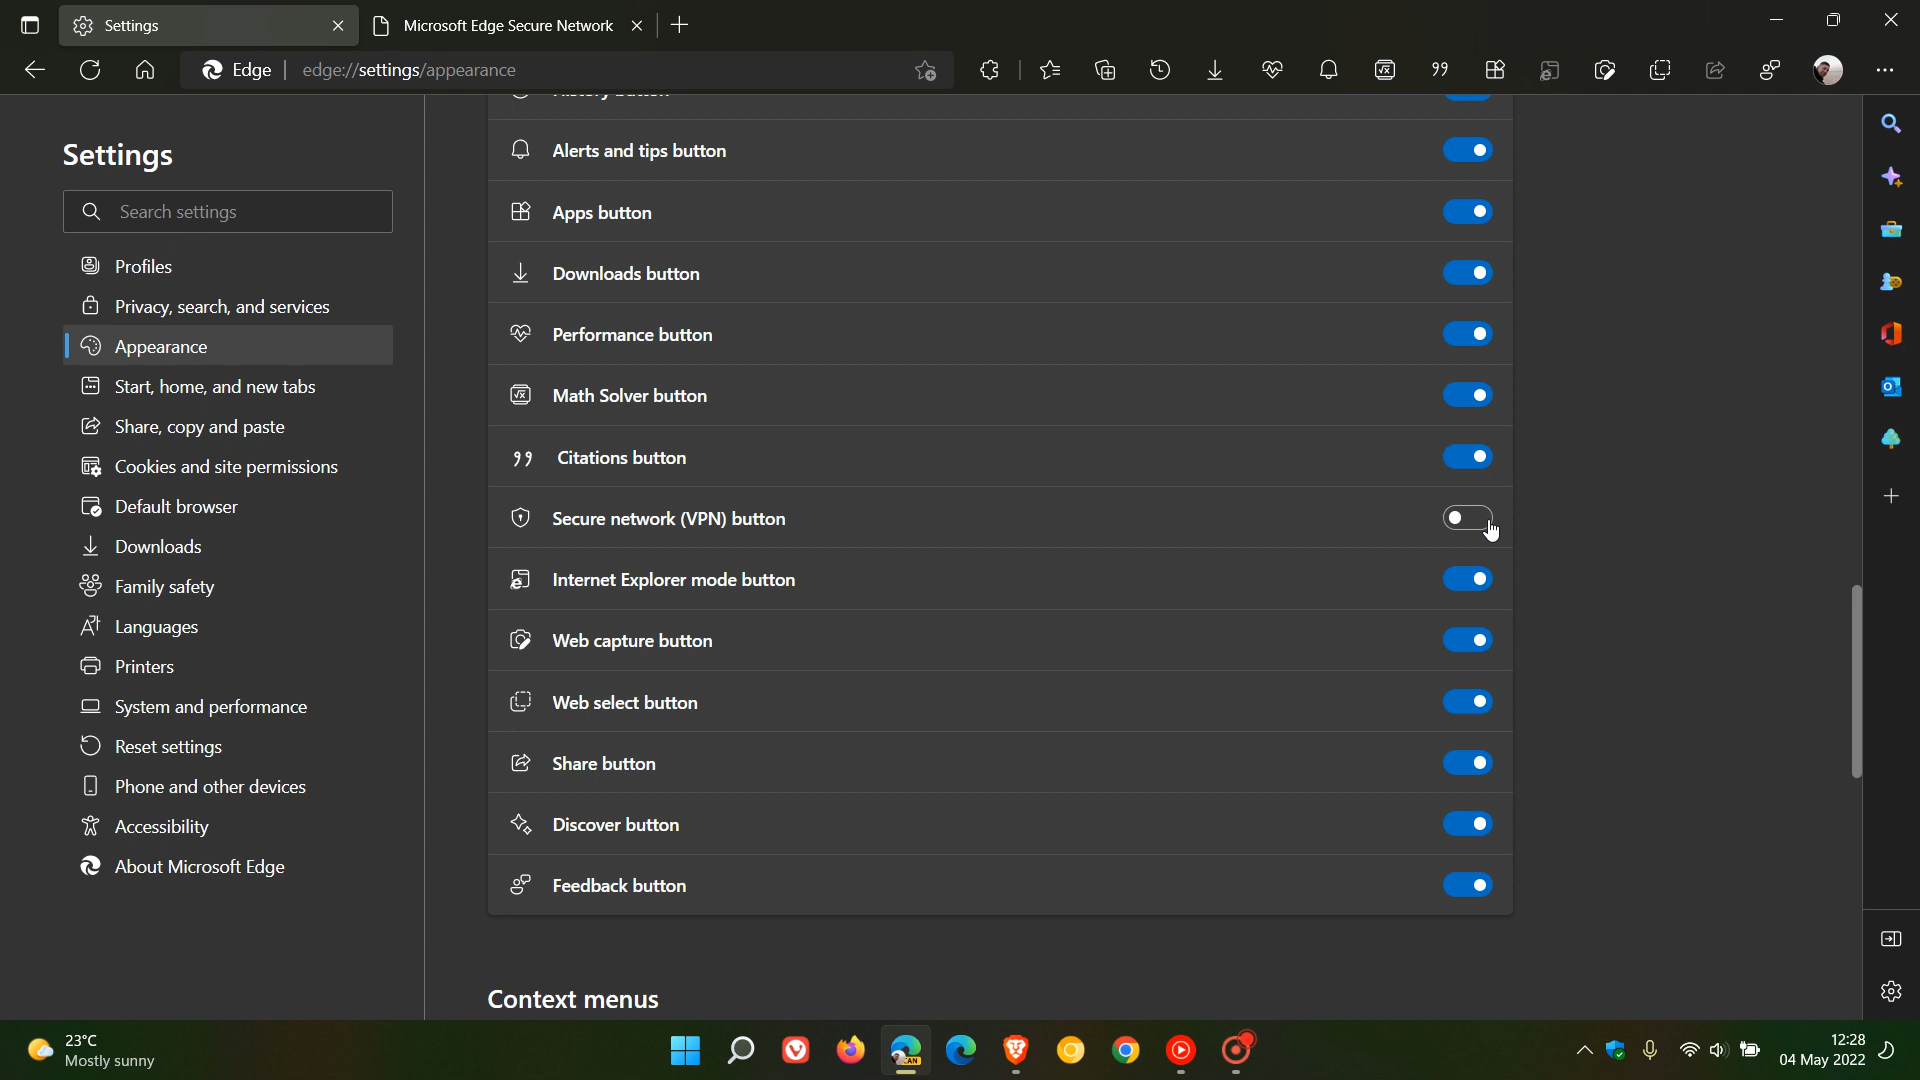 Settings
Microsoft Edge Secure Network
Edge
edge://settings/appearance
Settings
Search settings
Profiles
Privacy, search, and services
Appearance
Start, home, and new tabs
Share, copy and paste
Cookies and site permissions
Default browser
Downloads
Family safety
Languages
Printers
System and performance
Reset settings
Phone and other devices
Accessibility
About Microsoft Edge
Alerts and tips button
Apps button
Downloads button
Performance button
Math Solver button
Citations button
Secure network (VPN) button
Internet Explorer mode button
Web capture button
Web select button
Share button
Discover button
Feedback button
Context menus
23°C
Mostly sunny
CAN
12:28
04 May 2022